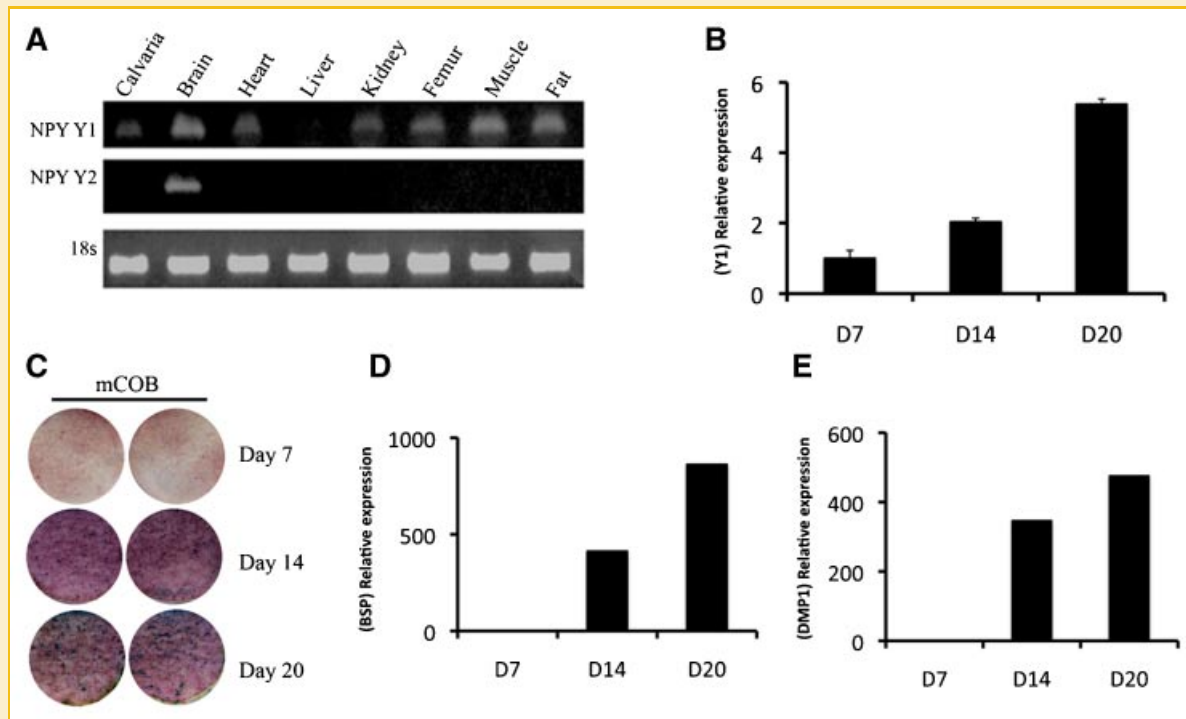 A
Calvaria Brain Heart Liver Kidney Femur Muscle Fat
NPY Y1
NPY Y2
18s
B
(Y1) Relative expression
6
4
2
0
D7 D14 D20
C
mCOB
Day 7
Day 14
Day 20
D
(BSP) Relative expression
1000
500
0
D7 D14 D20
E
(DMP1) Relative expression
600
400
200
0
D7 D14 D20